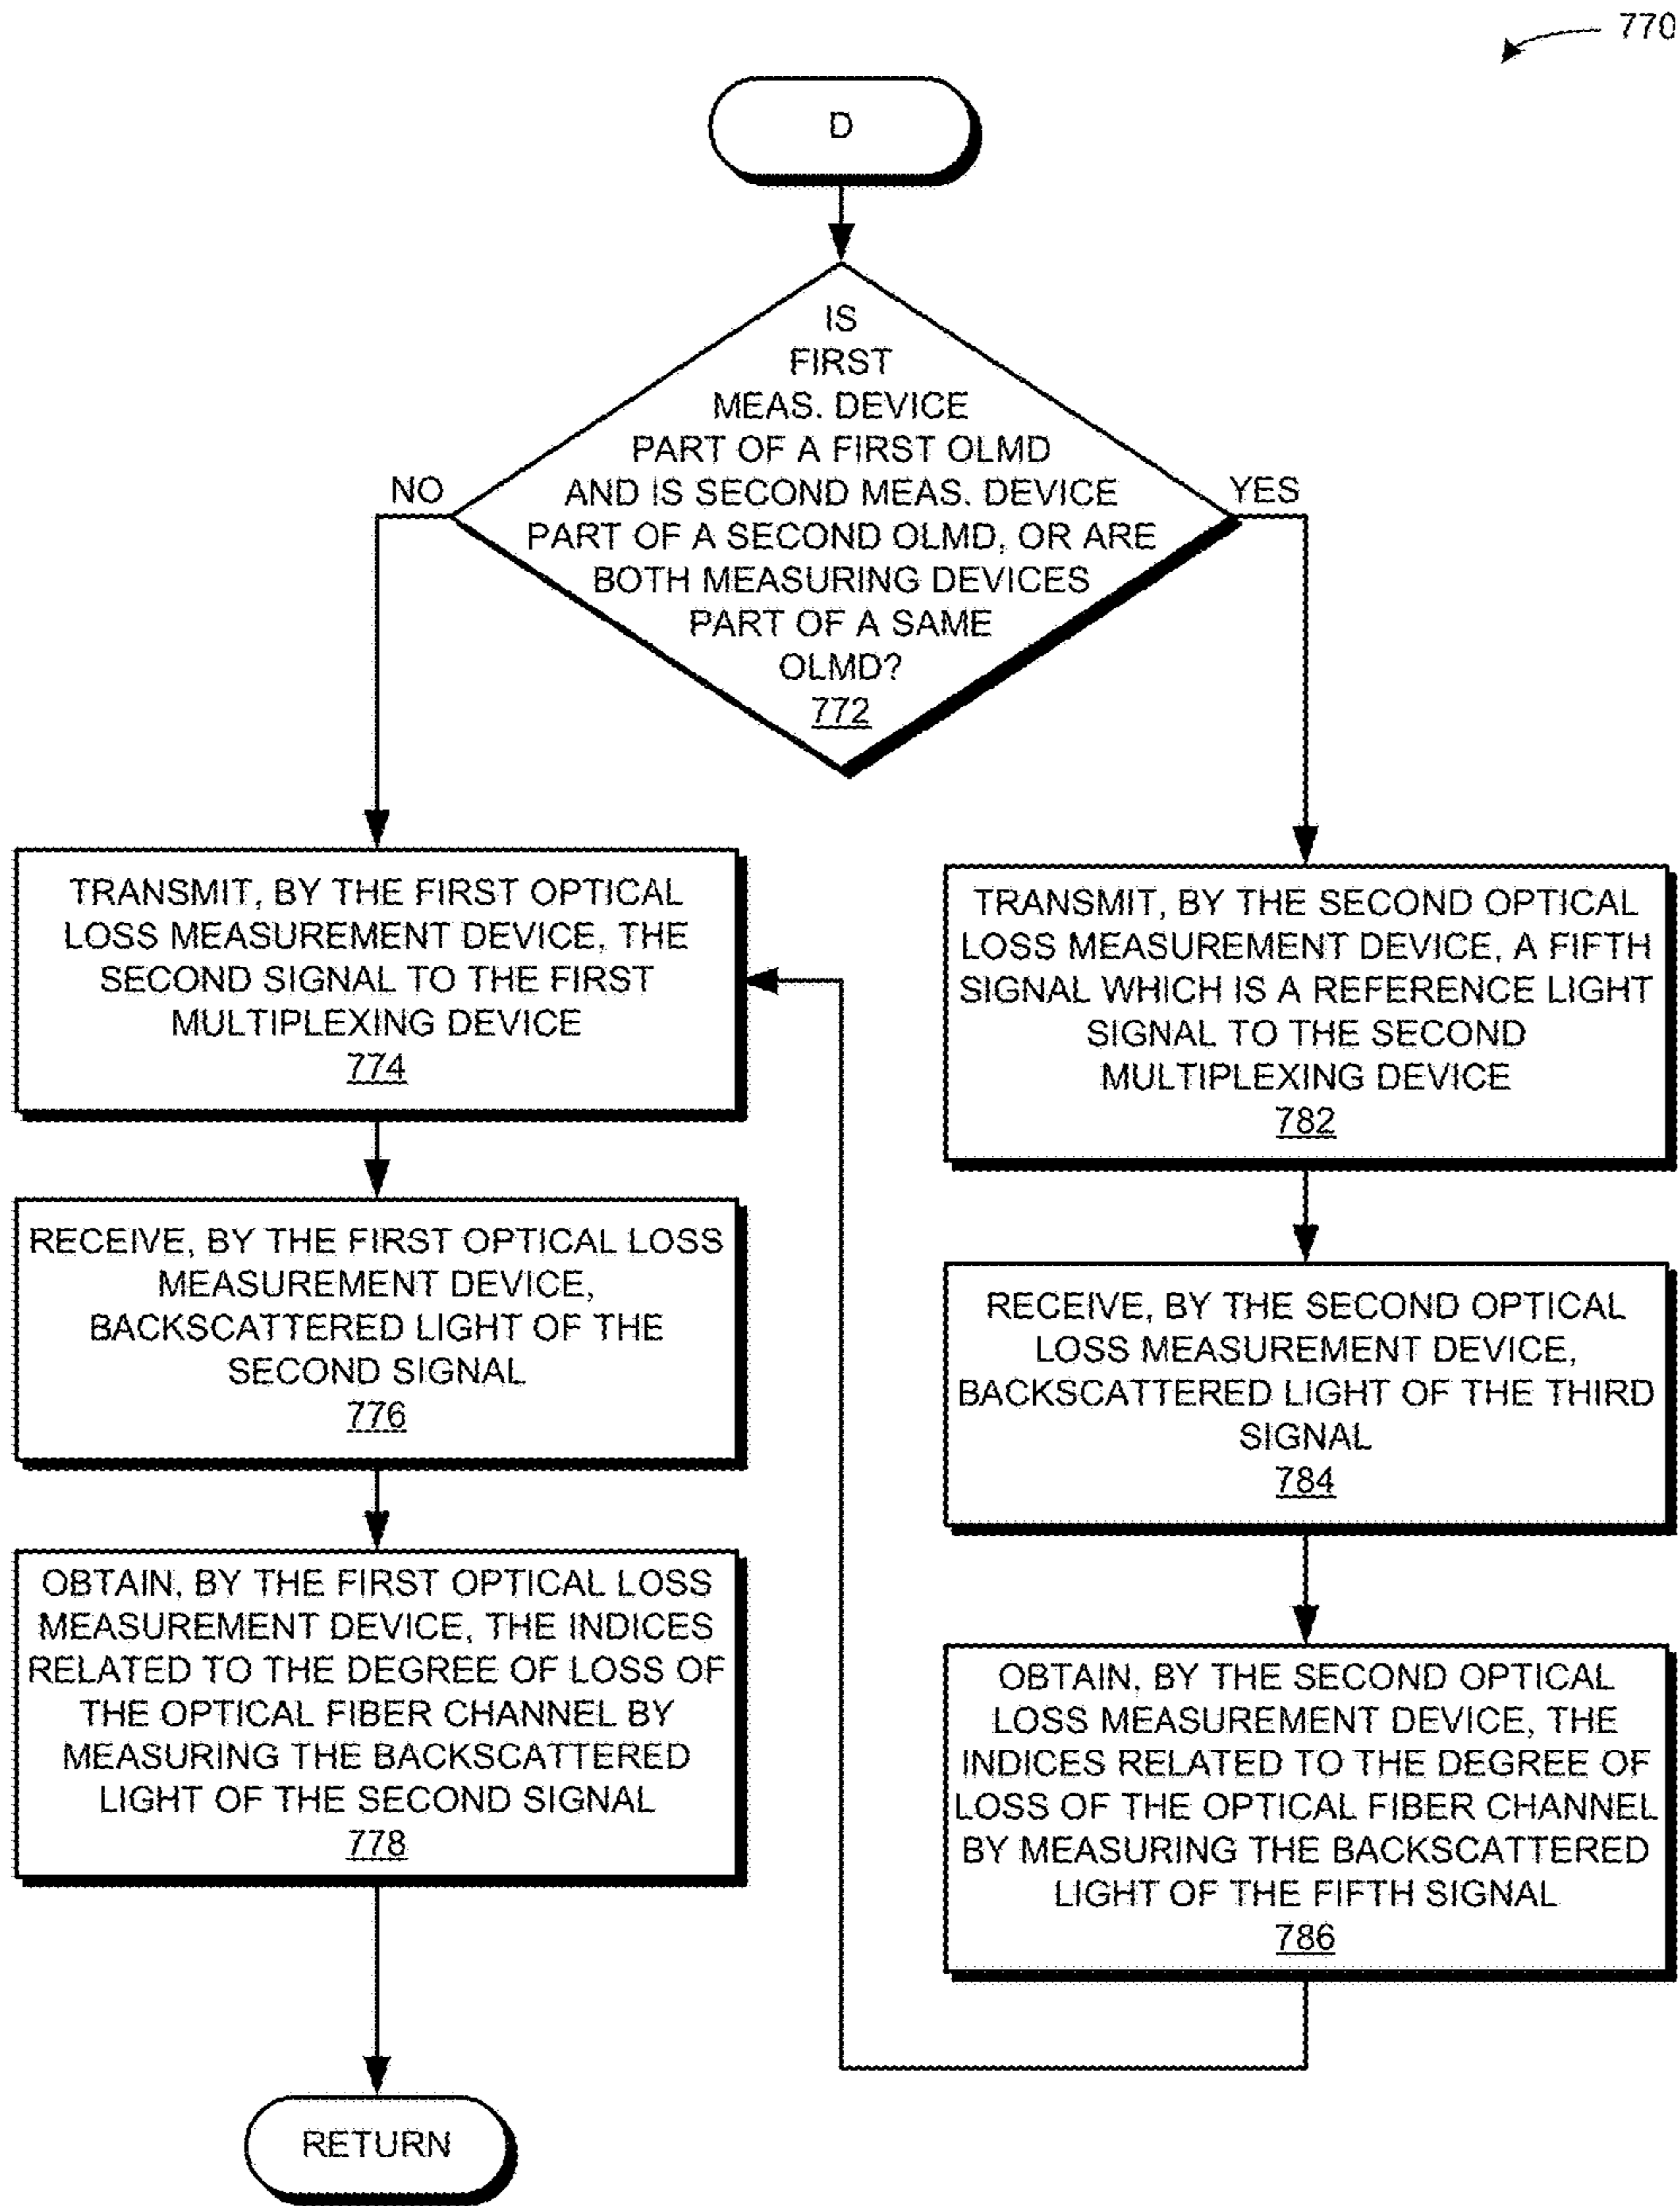 770
D
IS
FIRST
MEAS. DEVICE
PART OF A FIRST OLMD
AND IS SECOND MEAS. DEVICE
PART OF A SECOND OLMD, OR ARE
BOTH MEASURING DEVICES
PART OF A SAME
OLMD?
772
NO
YES
TRANSMIT, BY THE FIRST OPTICAL
LOSS MEASUREMENT DEVICE, THE
SECOND SIGNAL TO THE FIRST
MULTIPLEXING DEVICE
774
RECEIVE, BY THE FIRST OPTICAL LOSS
MEASUREMENT DEVICE,
BACKSCATTERED LIGHT OF THE
SECOND SIGNAL
776
OBTAIN, BY THE FIRST OPTICAL LOSS
MEASUREMENT DEVICE, THE INDICES
RELATED TO THE DEGREE OF LOSS OF
THE OPTICAL FIBER CHANNEL BY
MEASURING THE BACKSCATTERED
LIGHT OF THE SECOND SIGNAL
778
RETURN
TRANSMIT, BY THE SECOND OPTICAL
LOSS MEASUREMENT DEVICE, A FIFTH
SIGNAL WHICH IS A REFERENCE LIGHT
SIGNAL TO THE SECOND
MULTIPLEXING DEVICE
782
RECEIVE, BY THE SECOND OPTICAL
LOSS MEASUREMENT DEVICE,
BACKSCATTERED LIGHT OF THE THIRD
SIGNAL
784
OBTAIN, BY THE SECOND OPTICAL
LOSS MEASUREMENT DEVICE, THE
INDICES RELATED TO THE DEGREE OF
LOSS OF THE OPTICAL FIBER CHANNEL
BY MEASURING THE BACKSCATTERED
LIGHT OF THE FIFTH SIGNAL
786